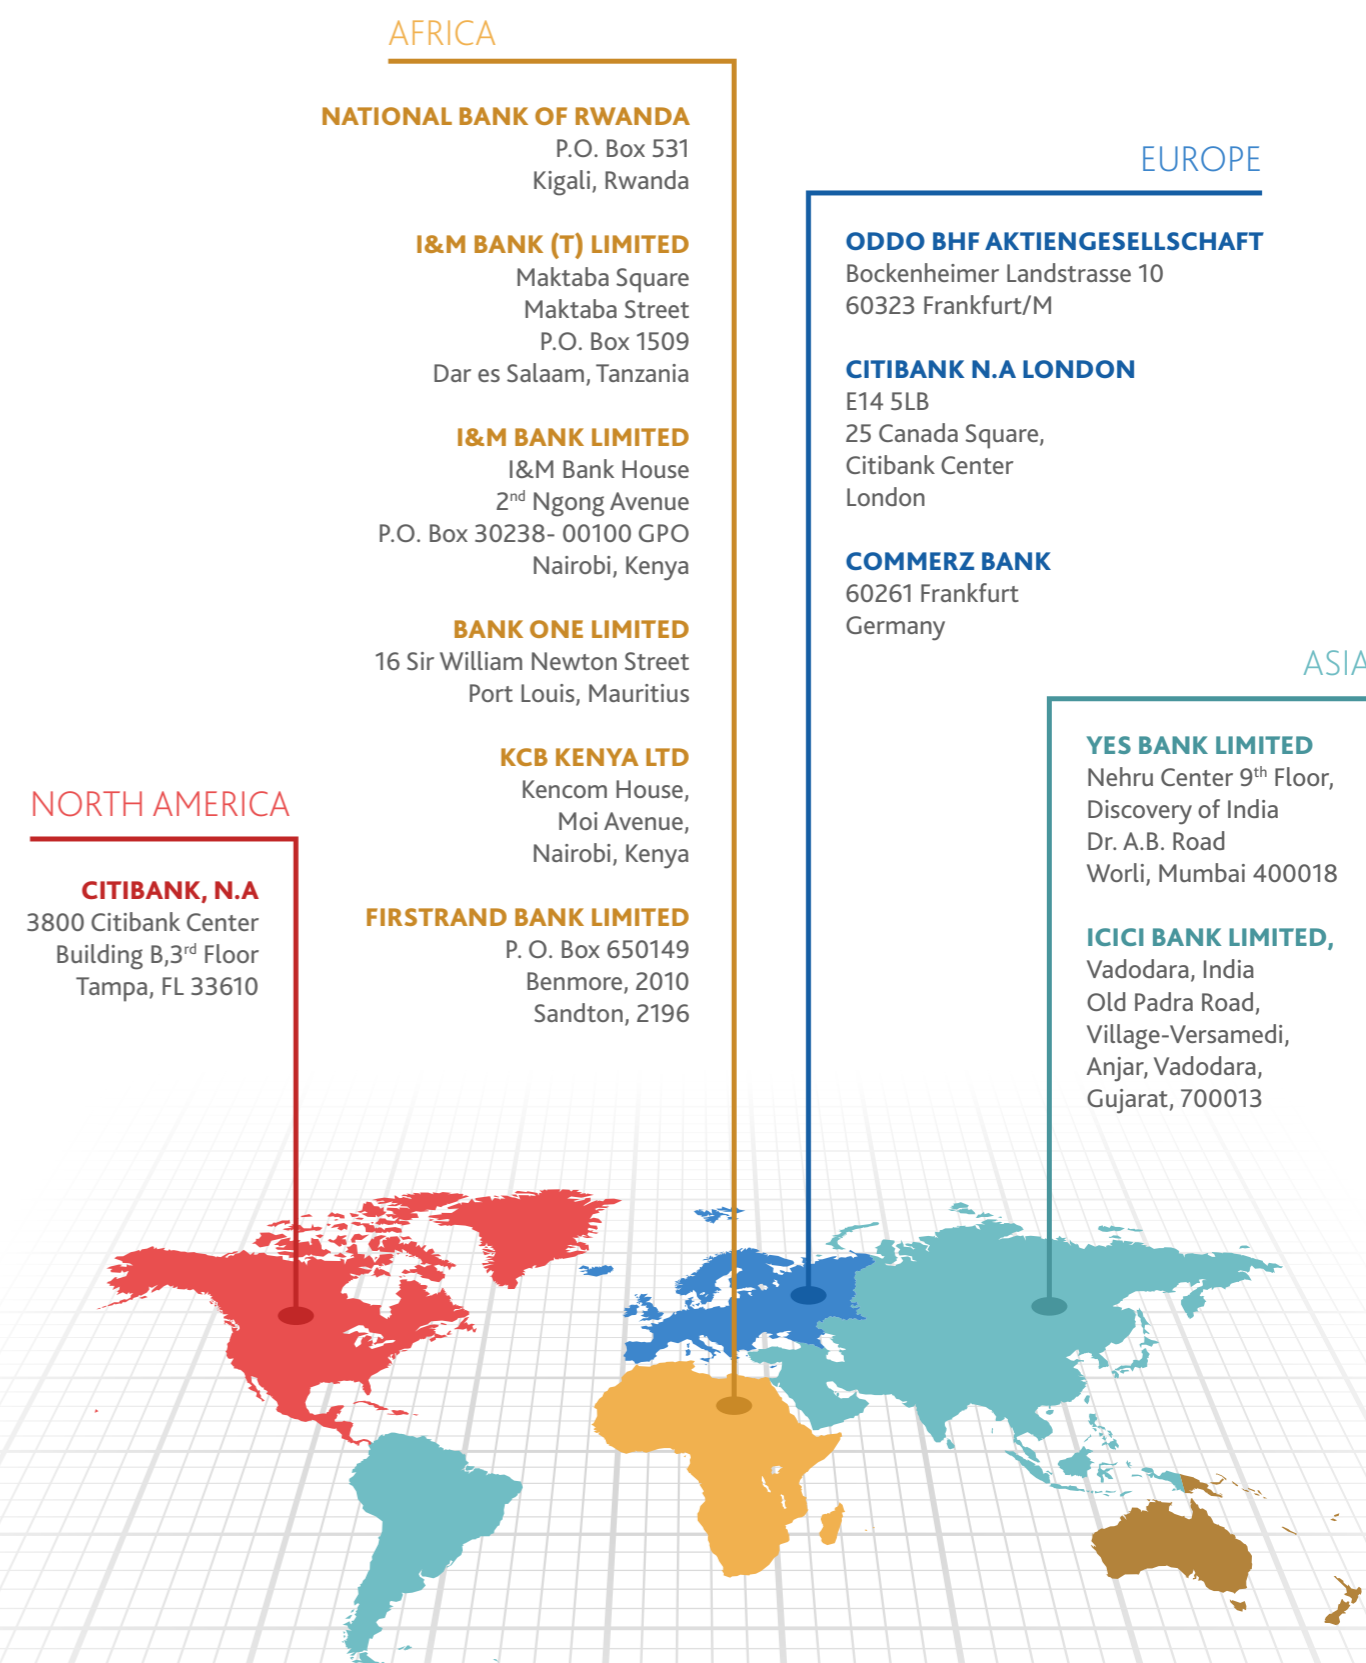 AFRICA
NATIONAL BANK OF RWANDA
P.O. Box 531
Kigali, Rwanda
I&M BANK (T) LIMITED
Maktaba Square
Maktaba Street
P.O. Box 1509
Dar es Salaam, Tanzania
I&M BANK LIMITED
I&M Bank House
2nd Ngong Avenue
P.O. Box 30238- 00100 GPO
Nairobi, Kenya
BANK ONE LIMITED
16 Sir William Newton Street
Port Louis, Mauritius
KCB KENYA LTD
Kencom House,
Moi Avenue,
Nairobi, Kenya
FIRSTRAND BANK LIMITED
P. O. Box 650149
Benmore, 2010
Sandton, 2196
EUROPE
ODDO BHF AKTIENGESELLSCHAFT
Bockenheimer Landstrasse 10
60323 Frankfurt/M
CITIBANK N.A LONDON
E14 5LB
25 Canada Square,
Citibank Center
London
COMMERZ BANK
60261 Frankfurt
Germany
ASIA
YES BANK LIMITED
Nehru Center 9th Floor,
Discovery of India
Dr. A.B. Road
Worli, Mumbai 400018
ICICI BANK LIMITED,
Vadodara, India
Old Padra Road,
Village-Versamedi,
Anjar, Vadodara,
Gujarat, 700013
NORTH AMERICA
CITIBANK, N.A
3800 Citibank Center
Building B,3rd Floor
Tampa, FL 33610